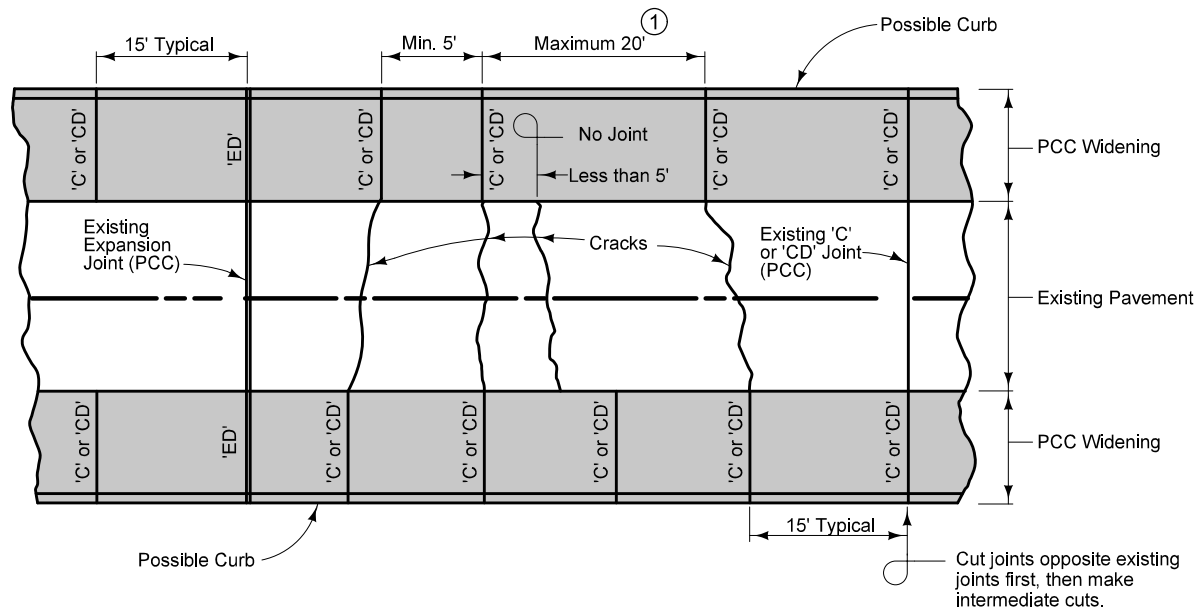 ①
Possible Curb
15' Typical
Min. 5'
Maximum 20'
'C' or 'CD'
'ED'
'C' or 'CD'
'C' or 'CD'
No Joint
Less than 5'
'C' or 'CD'
'C' or 'CD'
PCC Widening
Existing
Expansion
Joint (PCC)
Cracks
Existing 'C'
or 'CD' Joint
(PCC)
Existing Pavement
'C' or 'CD'
'ED'
'C' or 'CD'
'C' or 'CD'
'C' or 'CD'
'C' or 'CD'
'C' or 'CD'
PCC Widening
15' Typical
Possible Curb
Cut joints opposite existing
joints first, then make
intermediate cuts.